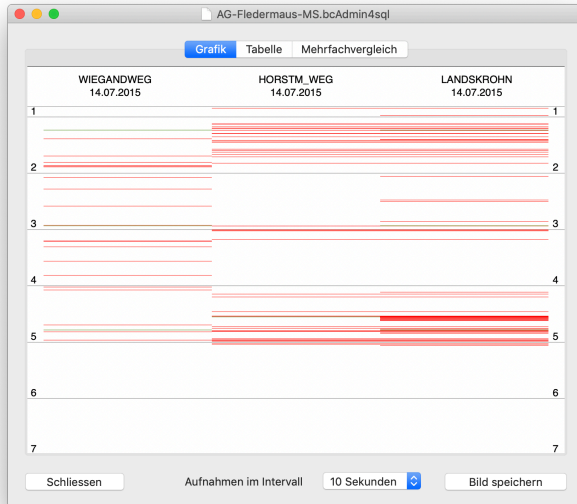 AG-Fledermaus-MS.bcAdmin4sql
Grafik Tabelle Mehrfachvergleich
WIEGANDWEG HORSTM_WEG LANDSKROHN
14.07.2015 14.07.2015 14.07.2015
1 1
2 2
3 3
4 4
5 5
6 6
7 7
Schliessen Aufnahmen im Intervall 10 Sekunden Bild speichern